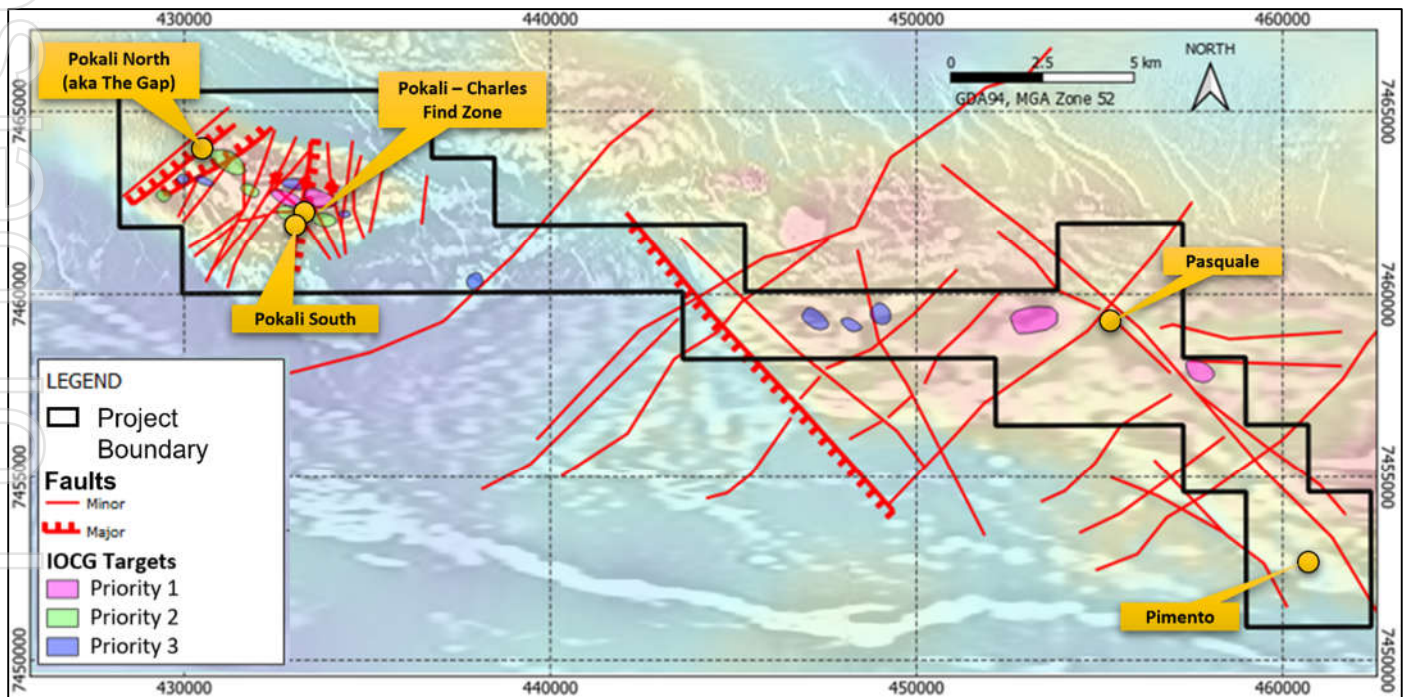 430000
440000
450000
460000
Pokali North
(aka The Gap)
Pokali – Charles
Find Zone
0
2.5
5 km
GDA94, MGA Zone 52
NORTH
7465000
7465000
Pasquale
7460000
7460000
Pokali South
LEGEND
Project
Boundary
Faults
Minor
Major
IOCG Targets
Priority 1
Priority 2
Priority 3
7455000
7455000
Pimento
7450000
7450000
430000
440000
450000
460000